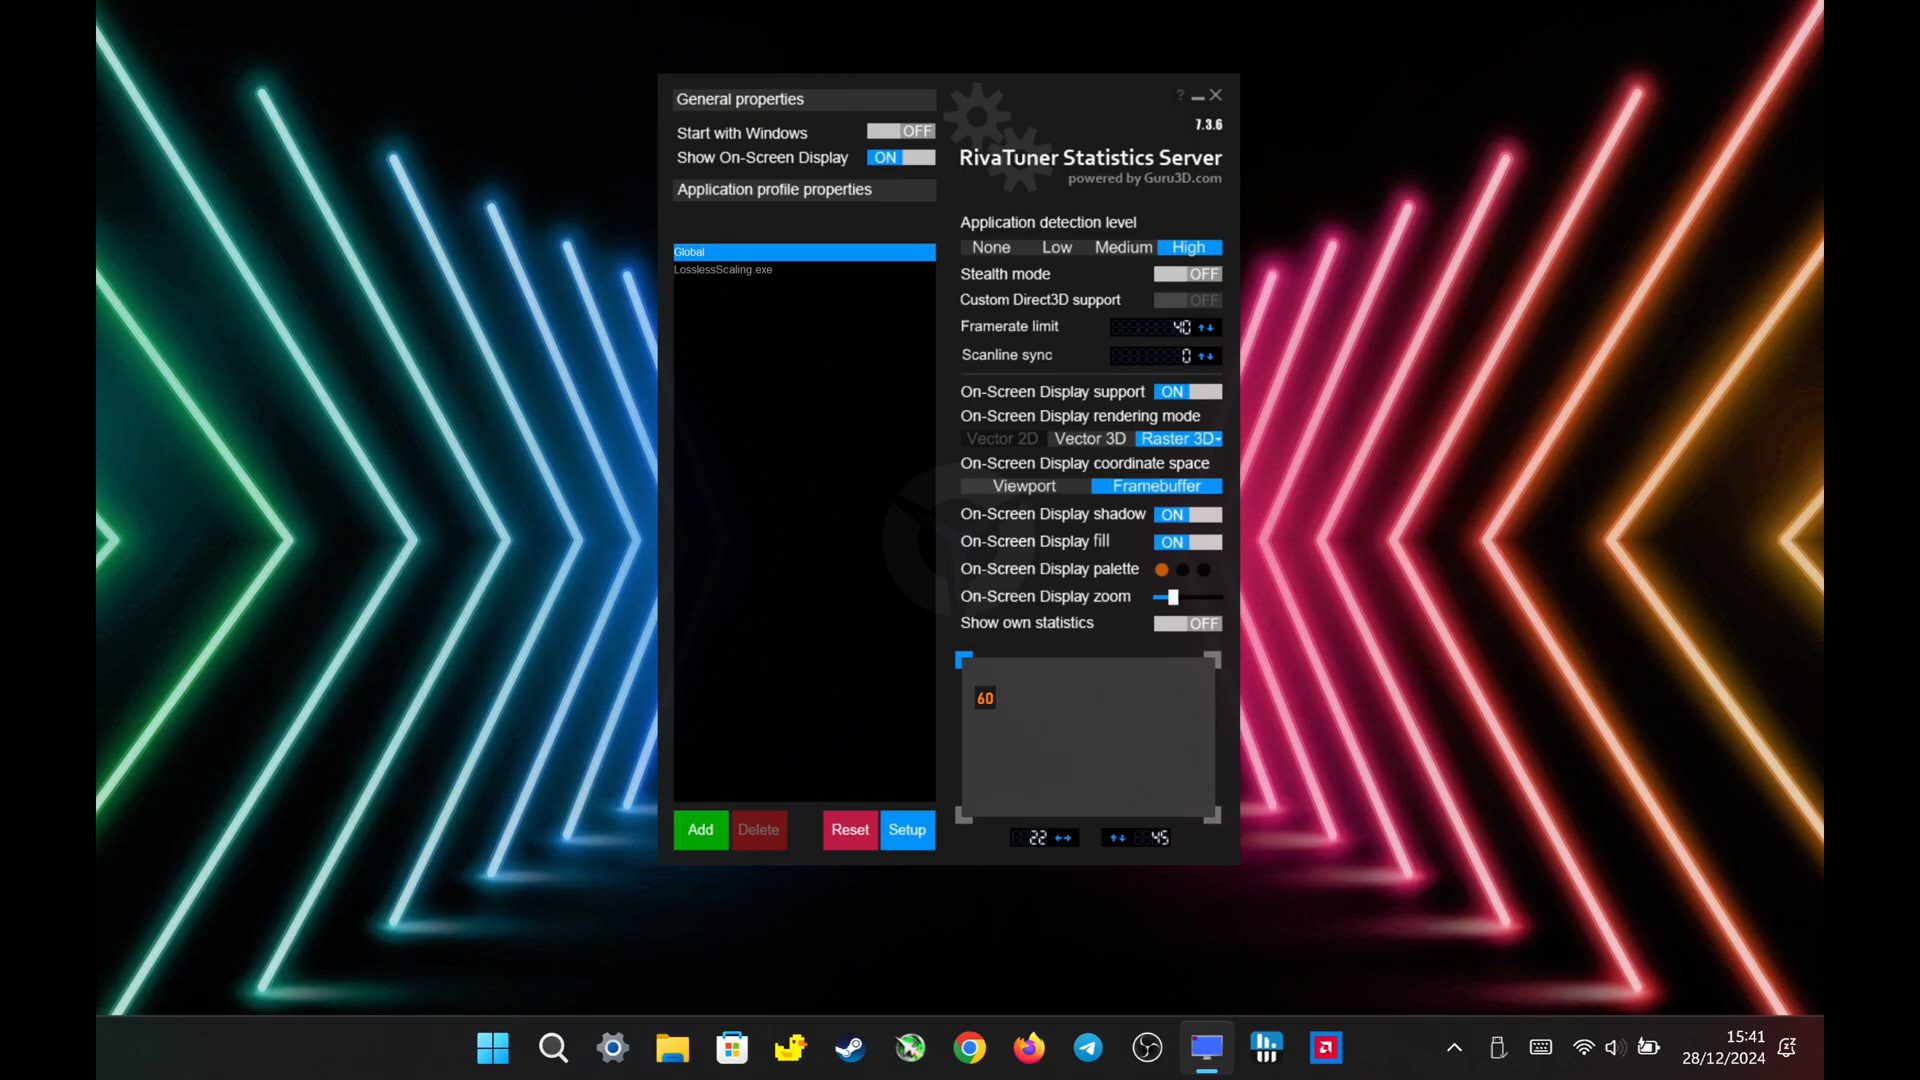 General properties
Start with Windows OFF
Show On-Screen Display ON
Application profile properties
Global
LosslessScaling.exe
Add Delete Reset Setup
?
7.3.6
RivaTuner Statistics Server
powered by Guru3D.com
Application detection level
None Low Medium High
Stealth mode OFF
Custom Direct3D support OFF
Framerate limit 40
Scanline sync 0
On-Screen Display support ON
On-Screen Display rendering mode
Vector 2D Vector 3D Raster 3D
On-Screen Display coordinate space
Viewport Framebuffer
On-Screen Display shadow ON
On-Screen Display fill ON
On-Screen Display palette
On-Screen Display zoom
Show own statistics OFF
60
22 45
15:41
28/12/2024